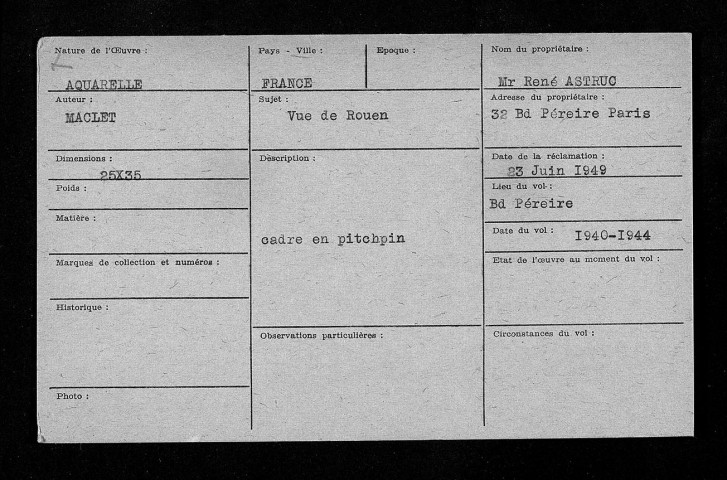 Nature de l'Œuvre :
AQUARELLE
Auteur :
MACLET
Dimensions :
25X35
Poids :
Matière :
Marques de collection et numéros :
Historique :
Photo :
Pays - Ville :
FRANCE
Epoque :
Sujet :
Vue de Rouen
Description :
cadre en pitchpin
Observations particulières :
Nom du propriétaire :
Mr René ASTRUC
Adresse du propriétaire :
32 Bd Péreire Paris
Date de la réclamation :
23 Juin I949
Lieu du vol :
Bd Péreire
Date du vol :
I940-I944
Etat de l'œuvre au moment du vol :
Circonstances du vol :